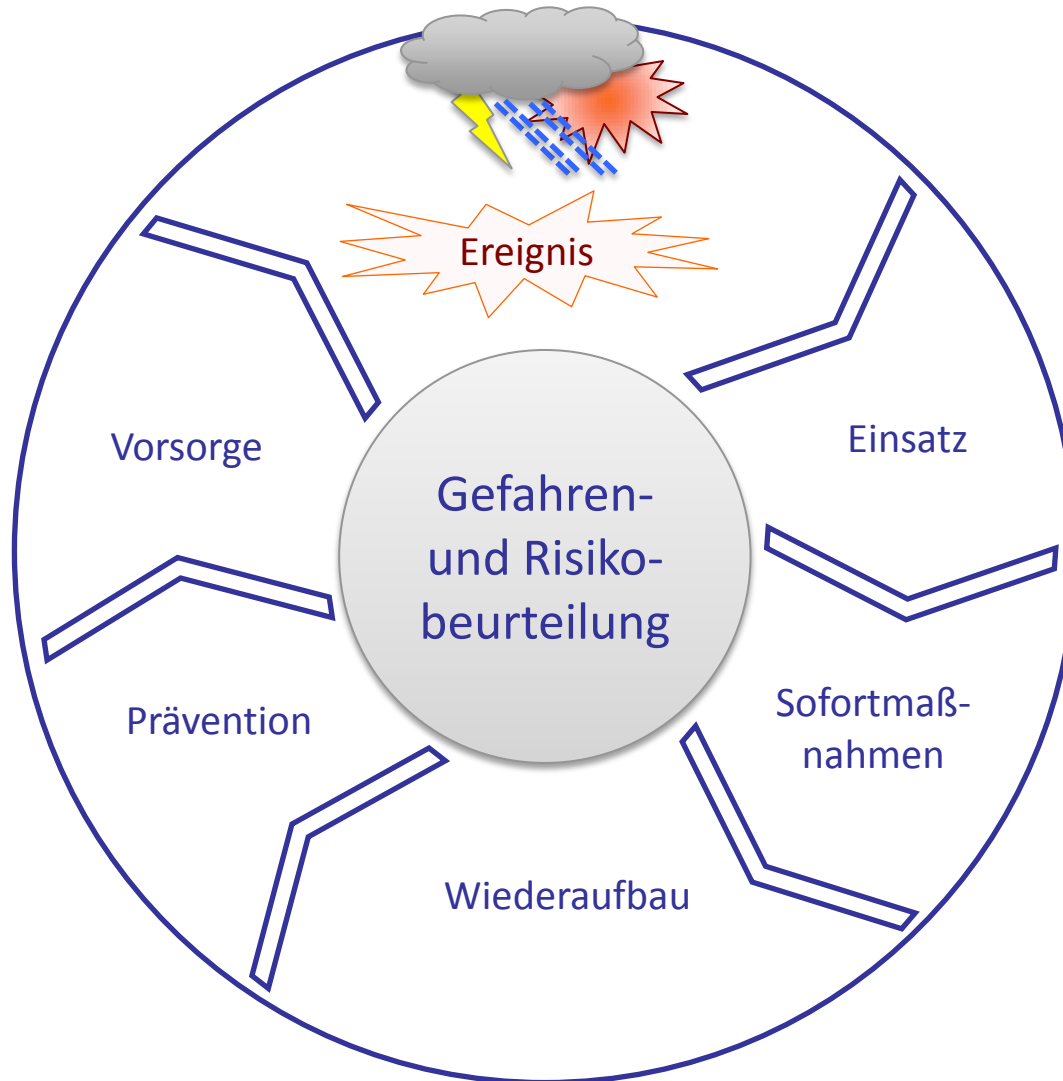 Ereignis
Einsatz
Sofortmaß-
nahmen
Wiederaufbau
Prävention
Vorsorge
Gefahren-
und Risiko-
beurteilung